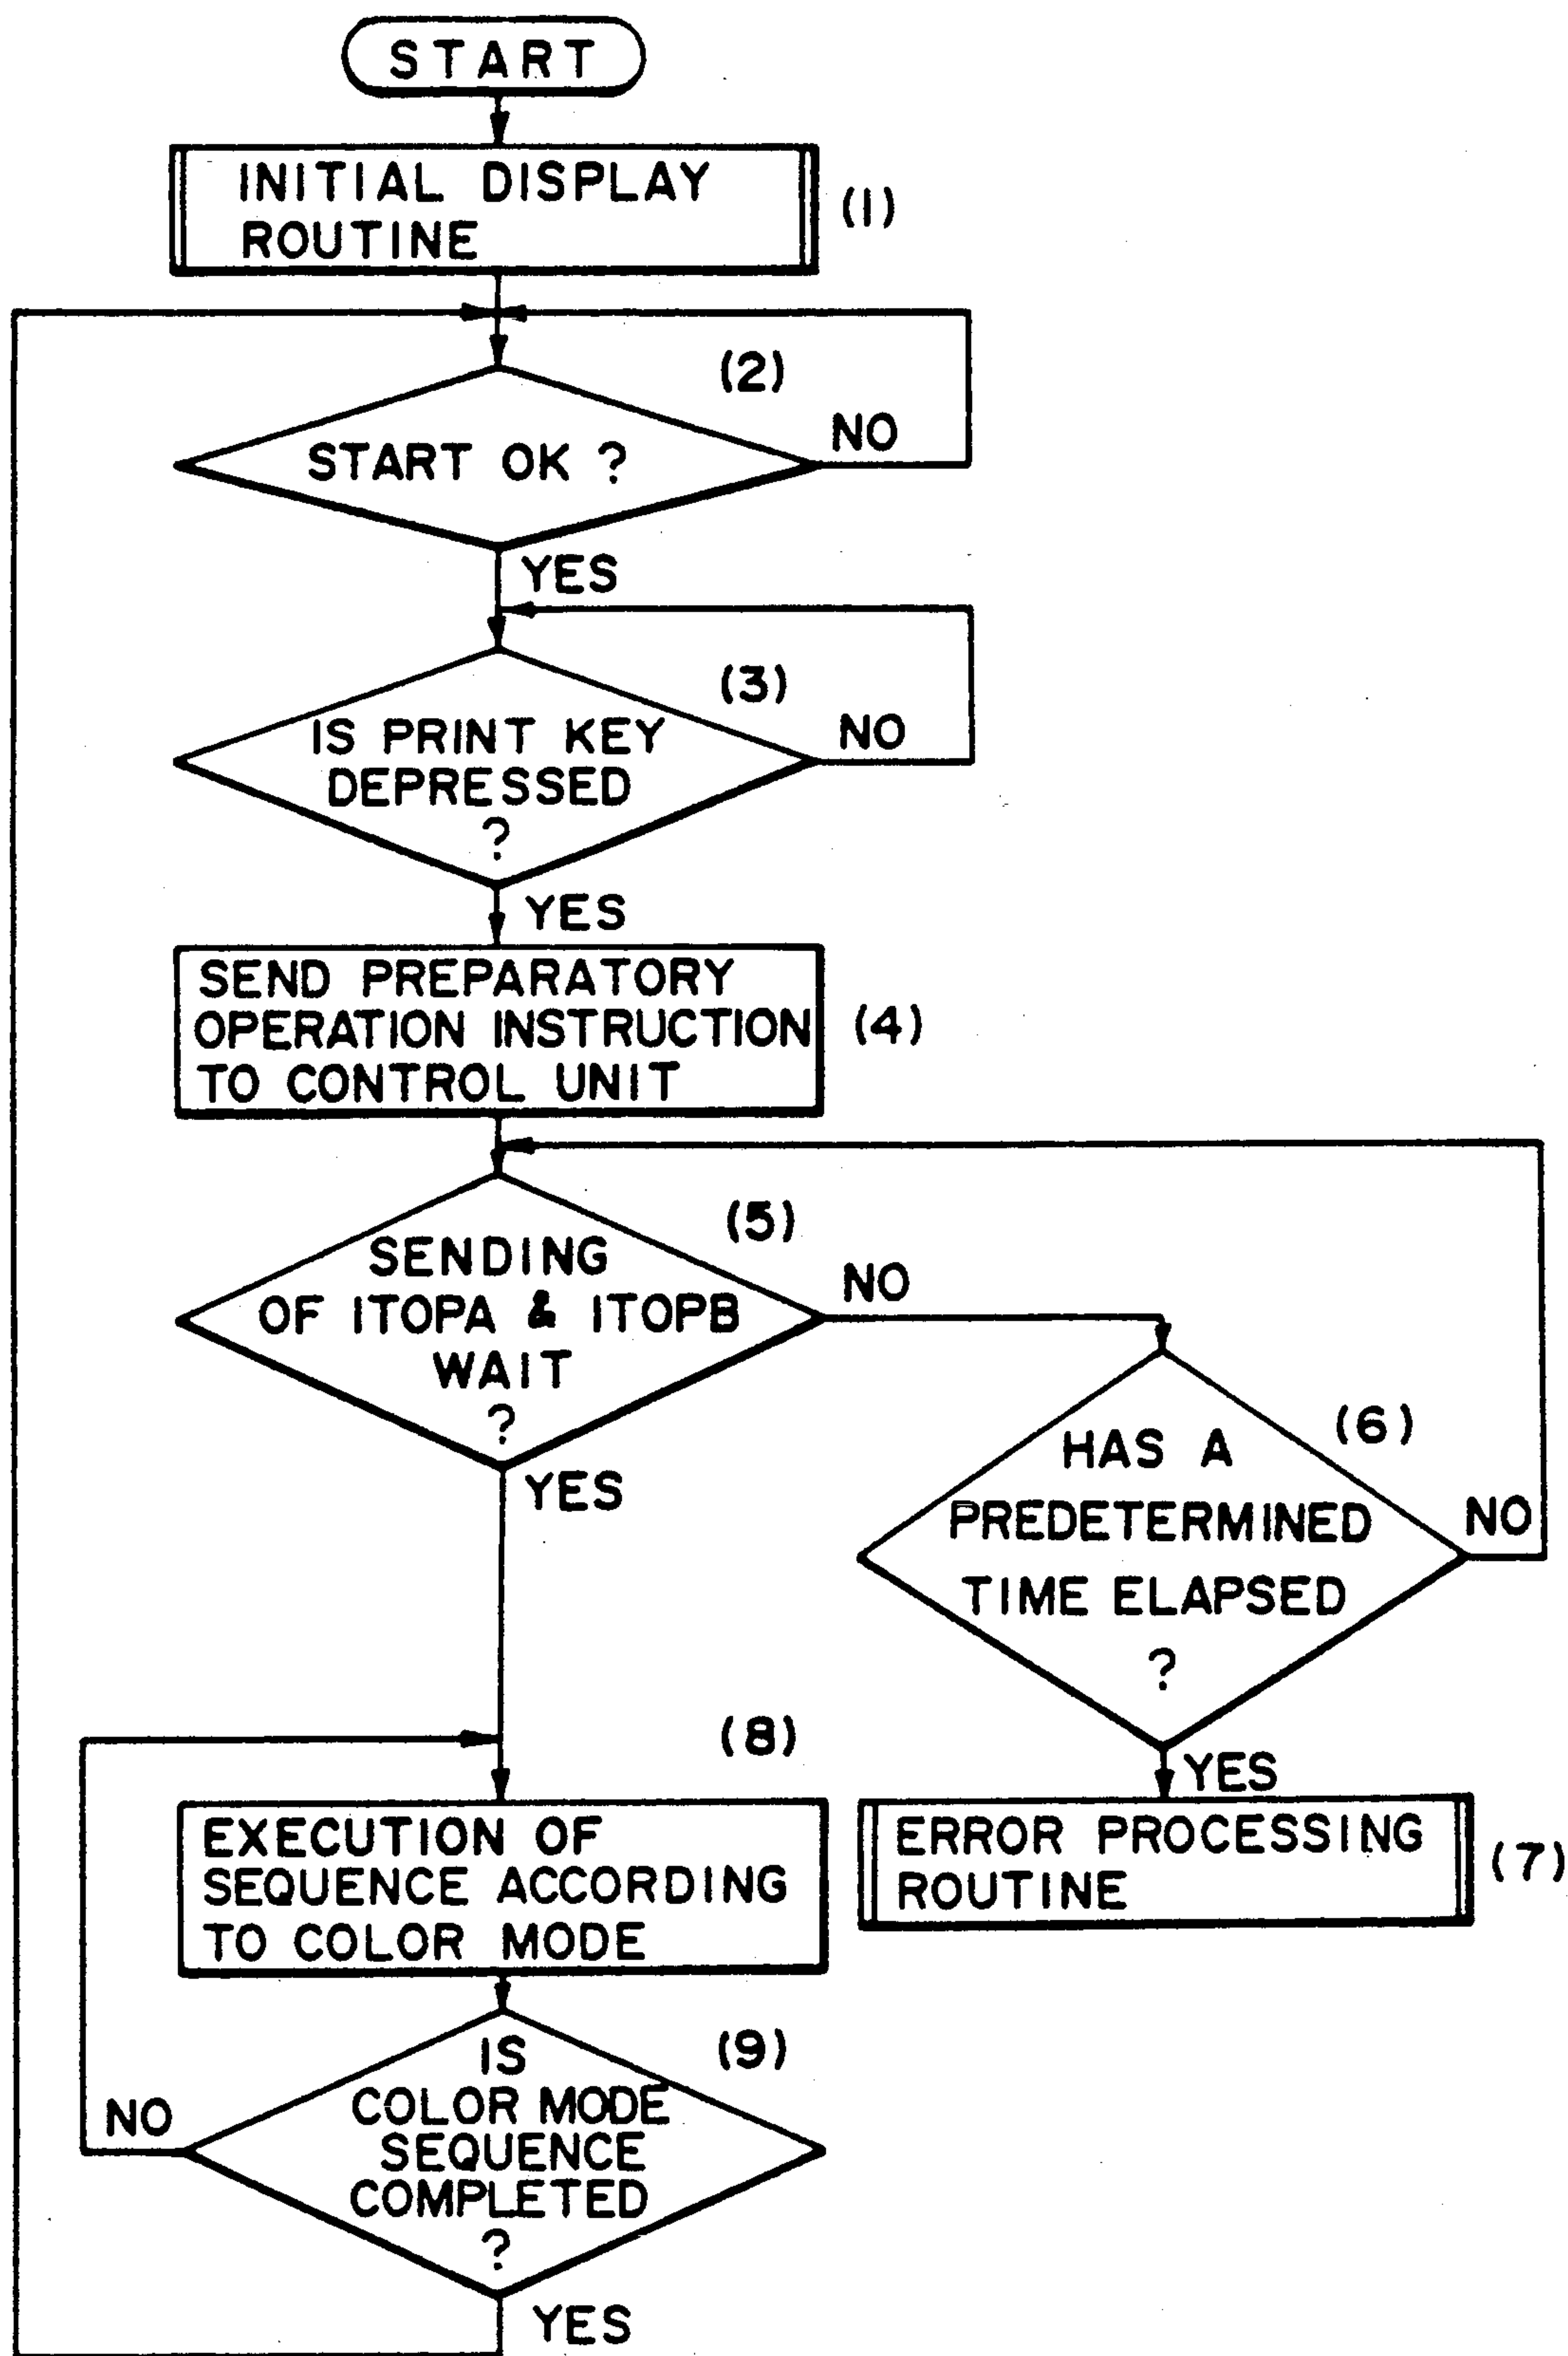 START
INITIAL DISPLAY
ROUTINE
(1)
(2)
START OK ?
NO
YES
(3)
IS PRINT KEY
DEPRESSED
?
NO
YES
SEND PREPARATORY
OPERATION INSTRUCTION
TO CONTROL UNIT
(4)
(5)
SENDING
OF ITOPA & ITOPB
WAIT
?
NO
YES
(6)
HAS A
PREDETERMINED
TIME ELAPSED
?
NO
YES
ERROR PROCESSING
ROUTINE
(7)
(8)
EXECUTION OF
SEQUENCE ACCORDING
TO COLOR MODE
(9)
IS
COLOR MODE
SEQUENCE
COMPLETED
?
NO
YES